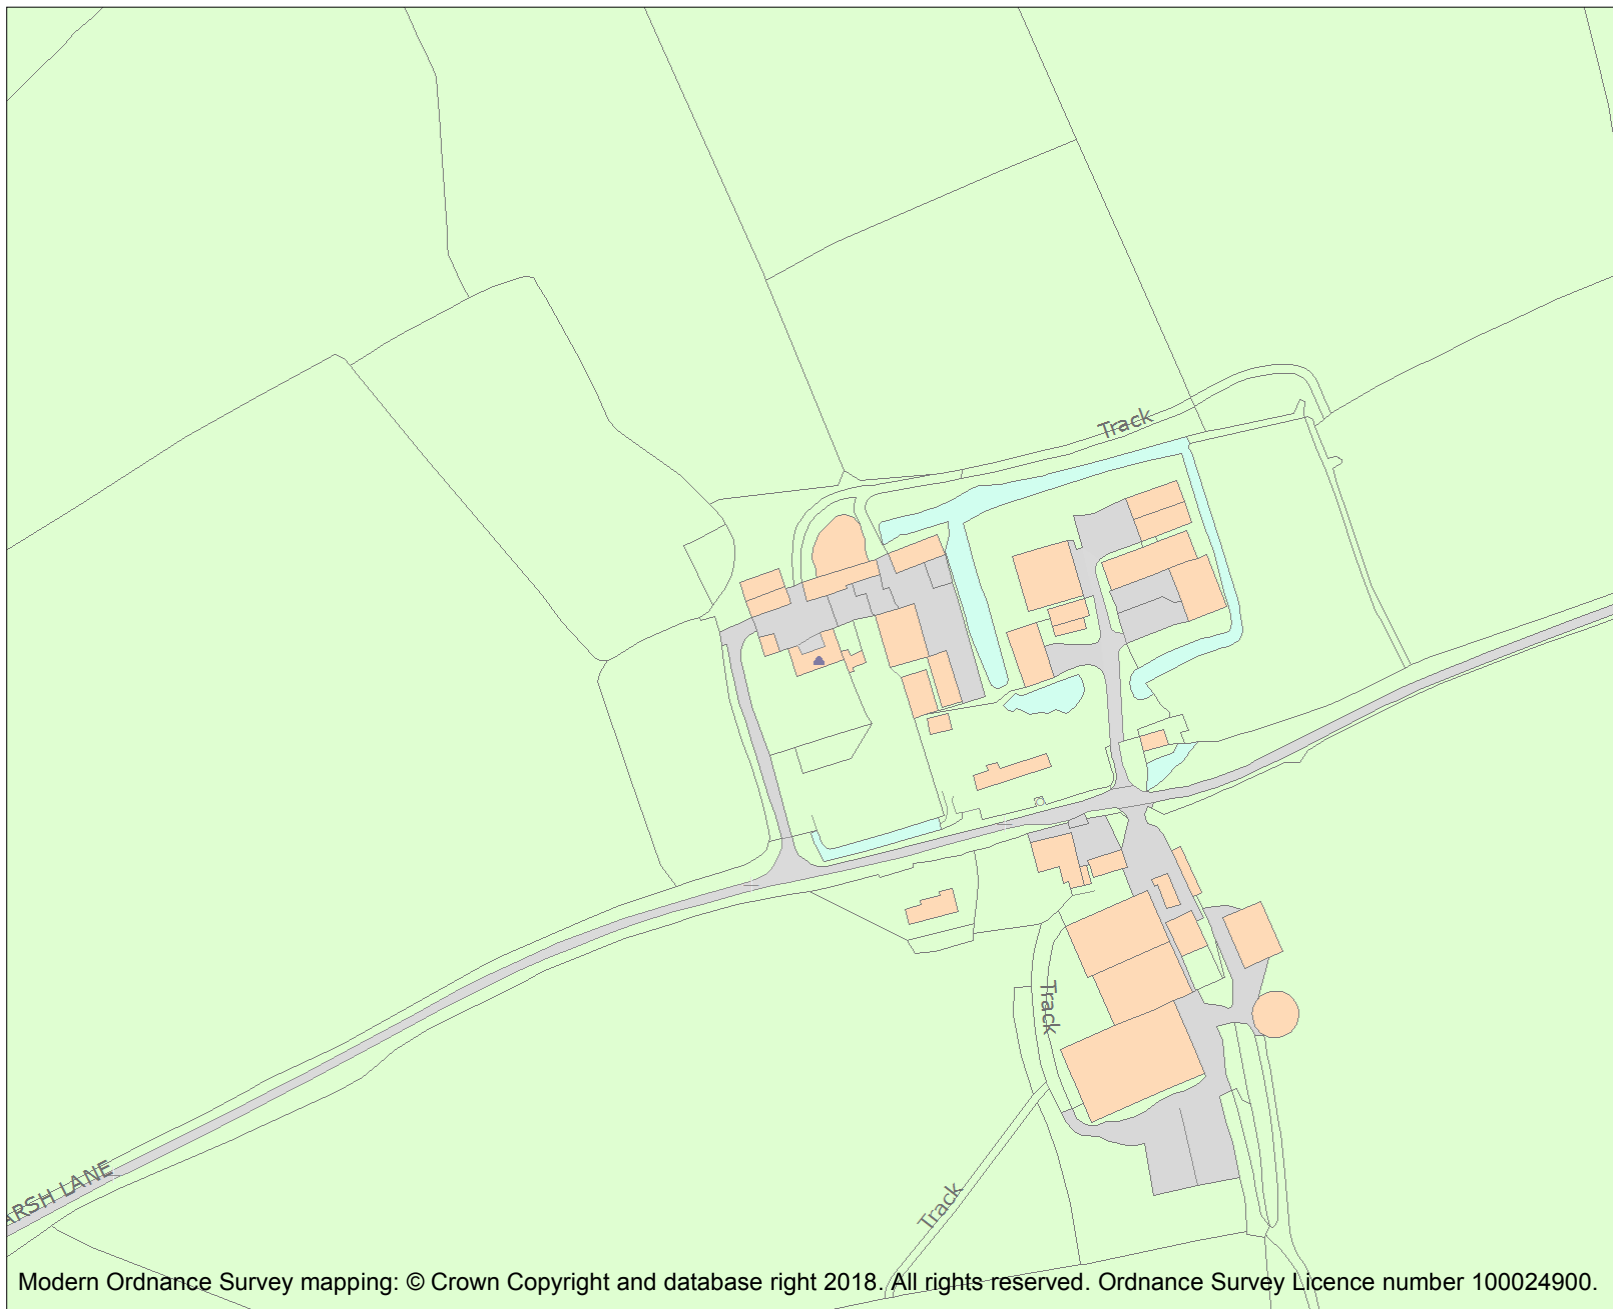 Track
Track
ARSH LANE
Track
Modern Ordnance Survey mapping: © Crown Copyright and database right 2018. All rights reserved. Ordnance Survey Licence number 100024900.